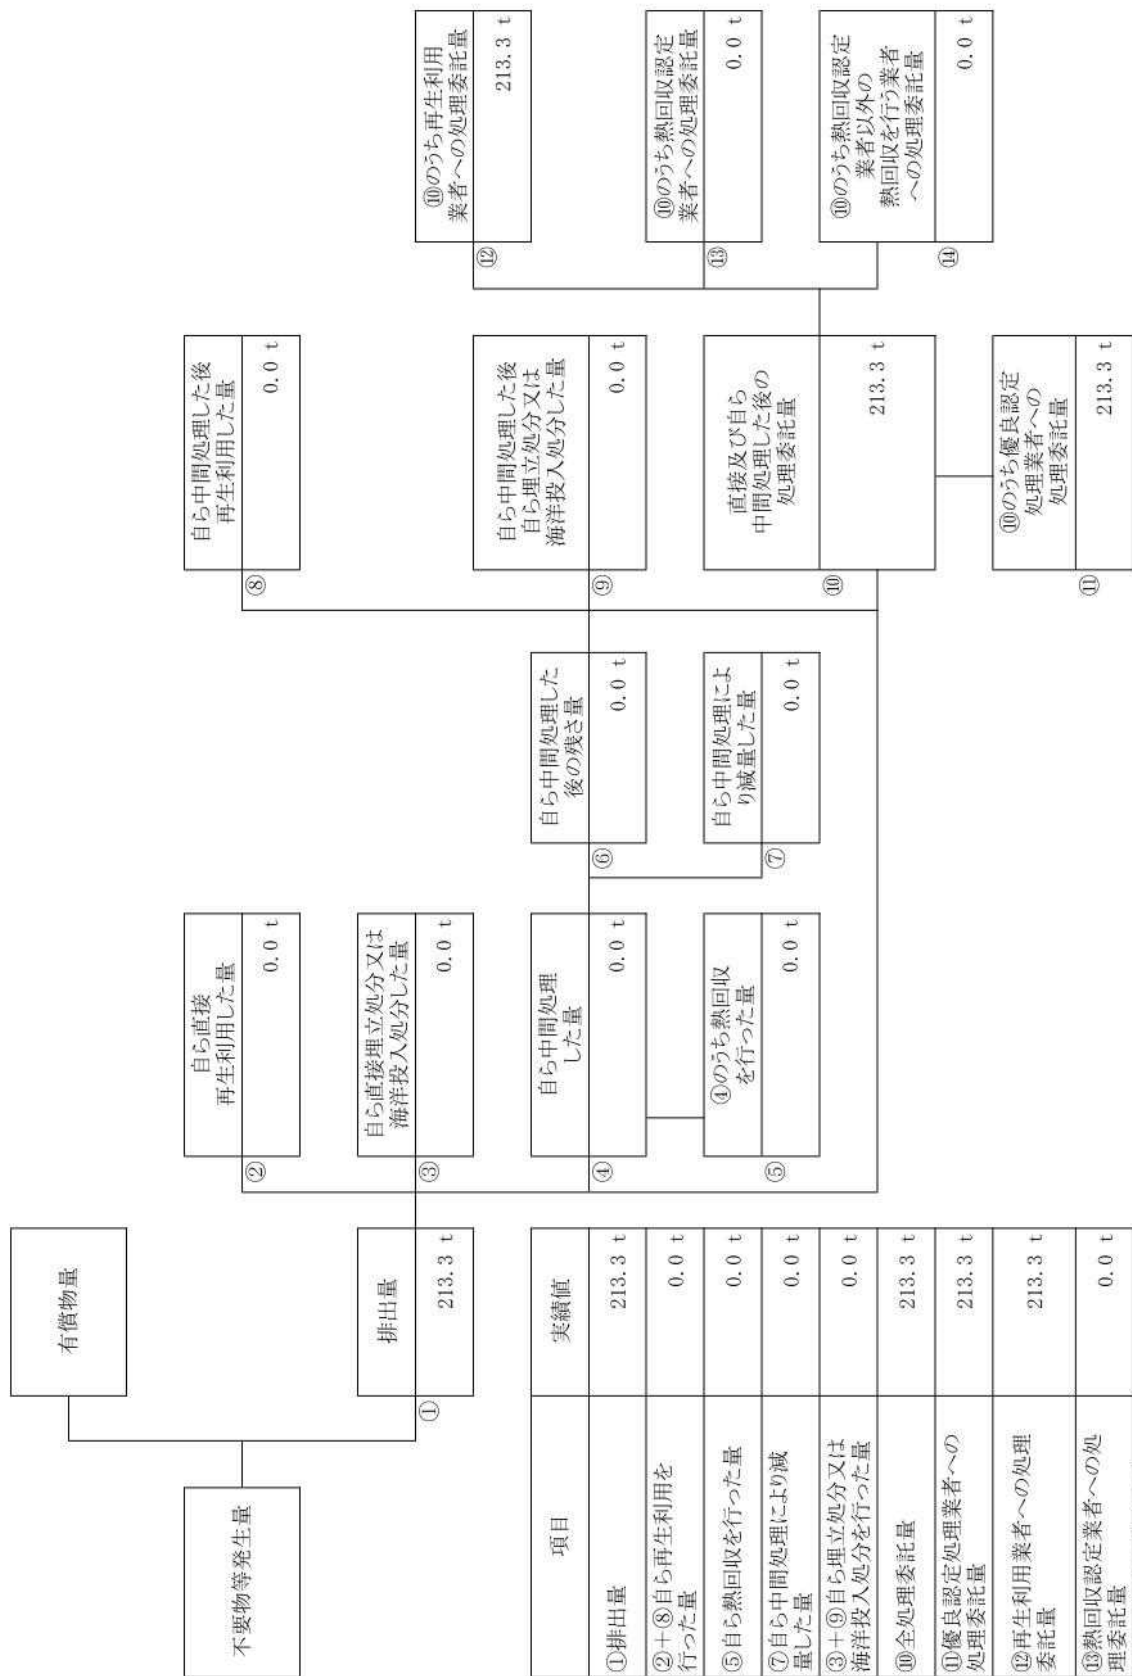 不要物等発生量
有償物量
①
排出量
213.3 t
②
自ら直接
再生利用した量
0.0 t
③
自ら直接埋立処分又は
海洋投入処分した量
0.0 t
④
自ら中間処理
した量
0.0 t
⑤
④のうち熱回収
を行った量
0.0 t
⑥
自ら中間処理した
後の残さ量
0.0 t
⑦
自ら中間処理によ
り減量した量
0.0 t
⑧
自ら中間処理した後
再生利用した量
0.0 t
⑨
自ら中間処理した後
自ら埋立処分又は
海洋投入処分した量
0.0 t
⑩
直接及び自ら
中間処理した後の
処理委託量
213.3 t
⑪
⑩のうち優良認定
処理業者への
処理委託量
213.3 t
⑫
⑩のうち再生利用
業者への処理委託量
213.3 t
⑬
⑩のうち熱回収認定
業者への処理委託量
0.0 t
⑭
⑩のうち熱回収認定
業者以外の
熱回収を行う業者
への処理委託量
0.0 t
項目
実績値
①排出量
213.3 t
②+⑧自ら再生利用を
行った量
0.0 t
⑤自ら熱回収を行った量
0.0 t
⑦自ら中間処理により減
量した量
0.0 t
③+⑨自ら埋立処分又は
海洋投入処分を行った量
0.0 t
⑩全処理委託量
213.3 t
⑪優良認定処理業者への
処理委託量
213.3 t
⑫再生利用業者への処理
委託量
213.3 t
⑬熱回収認定業者への処
理委託量
0.0 t